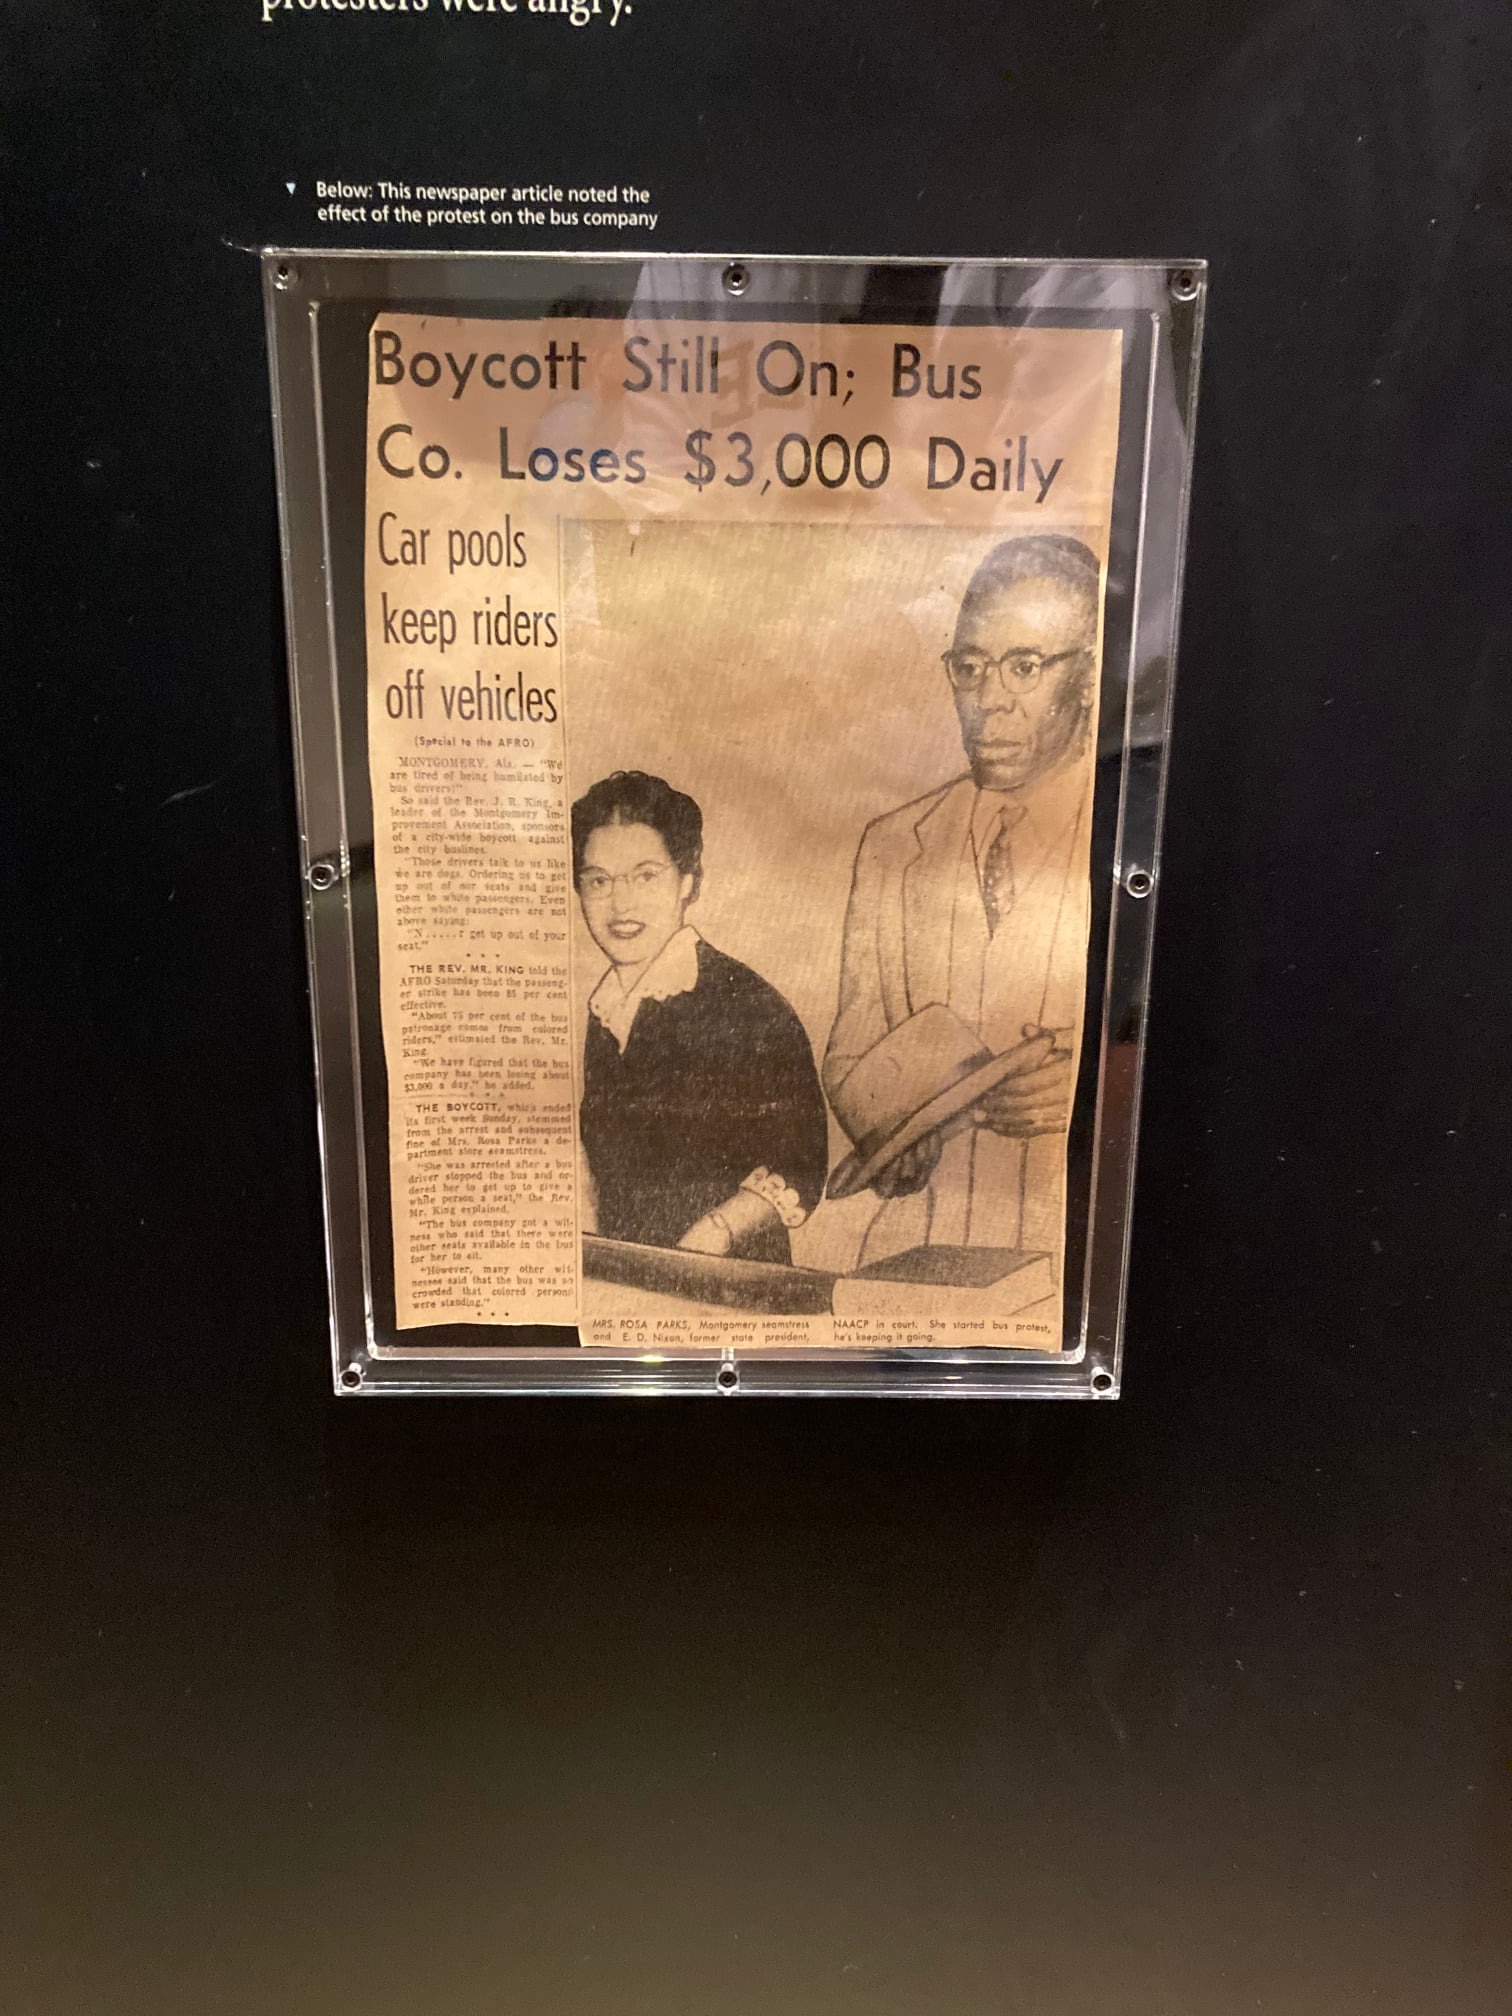 protesters were angry.
Below: This newspaper article noted the
effect of the protest on the bus company
Boycott Still On; Bus
Co. Loses $3,000 Daily
Car pools
keep riders
off vehicles
(Special to the AFRO)
MONTGOMERY, Ala. — "We
are tired of being humilated by
bus drivers!"
So said the Rev. J. R. King, a
leader of the Montgomery Im-
provement Association, sponsors
of a city-wide boycott against
the city buslines.
"Those drivers talk to us like
we are dogs. Ordering us to get
up out of our seats and give
them to white passengers. Even
other white passengers are not
above saying:
"N.....r get up out of your
seat."
* * *
THE REV. MR. KING told the
AFRO Saturday that the passeng-
er strike has been 85 per cent
effective.
"About 75 per cent of the bus
patronage comes from colored
riders," estimated the Rev. Mr.
King.
"We have figured that the bus
company has been losing about
$3,000 a day," he added.
* * *
THE BOYCOTT, which ended
its first week Sunday, stemmed
from the arrest and subsequent
fine of Mrs. Rosa Parks a de-
partment store seamstress.
"She was arrested after a bus
driver stopped the bus and or-
dered her to get up to give a
white person a seat," the Rev.
Mr. King explained.
"The bus company got a wit-
ness who said that there were
other seats available in the bus
for her to sit.
"However, many other wit-
nesses said that the bus was so
crowded that colored persons
were standing."
* * *
MRS. ROSA PARKS, Montgomery seamstress
and E. D. Nixon, former state president,
NAACP in court. She started bus protest,
he's keeping it going.